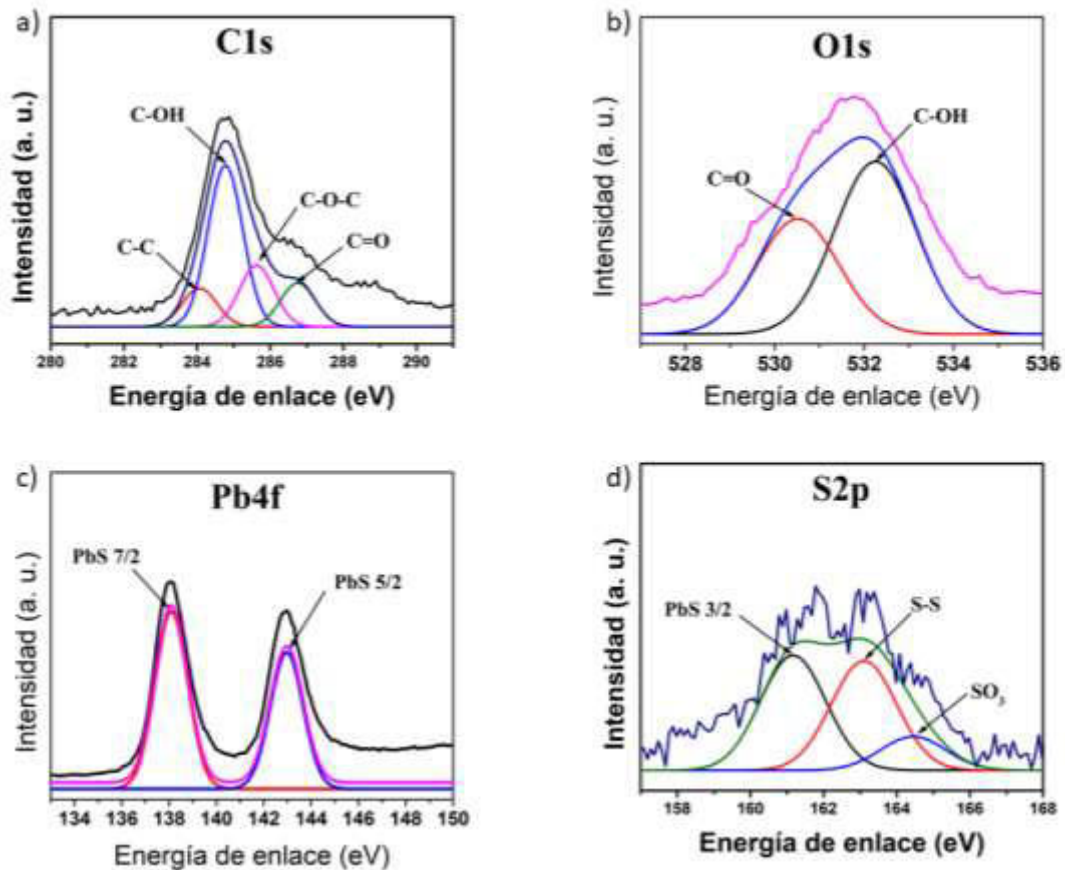 a)
C1s
Intensidad (a. u.)
C-OH
C-O-C
C-C
C=O
280 282 284 286 288 290
Energía de enlace (eV)
b)
O1s
Intensidad (a. u.)
C-OH
C=O
528 530 532 534 536
Energía de enlace (eV)
c)
Pb4f
Intensidad (a. u.)
PbS 7/2
PbS 5/2
134 136 138 140 142 144 146 148 150
Energía de enlace (eV)
d)
S2p
Intensidad (a. u.)
PbS 3/2
S-S
SO₃
158 160 162 164 166 168
Energía de enlace (eV)